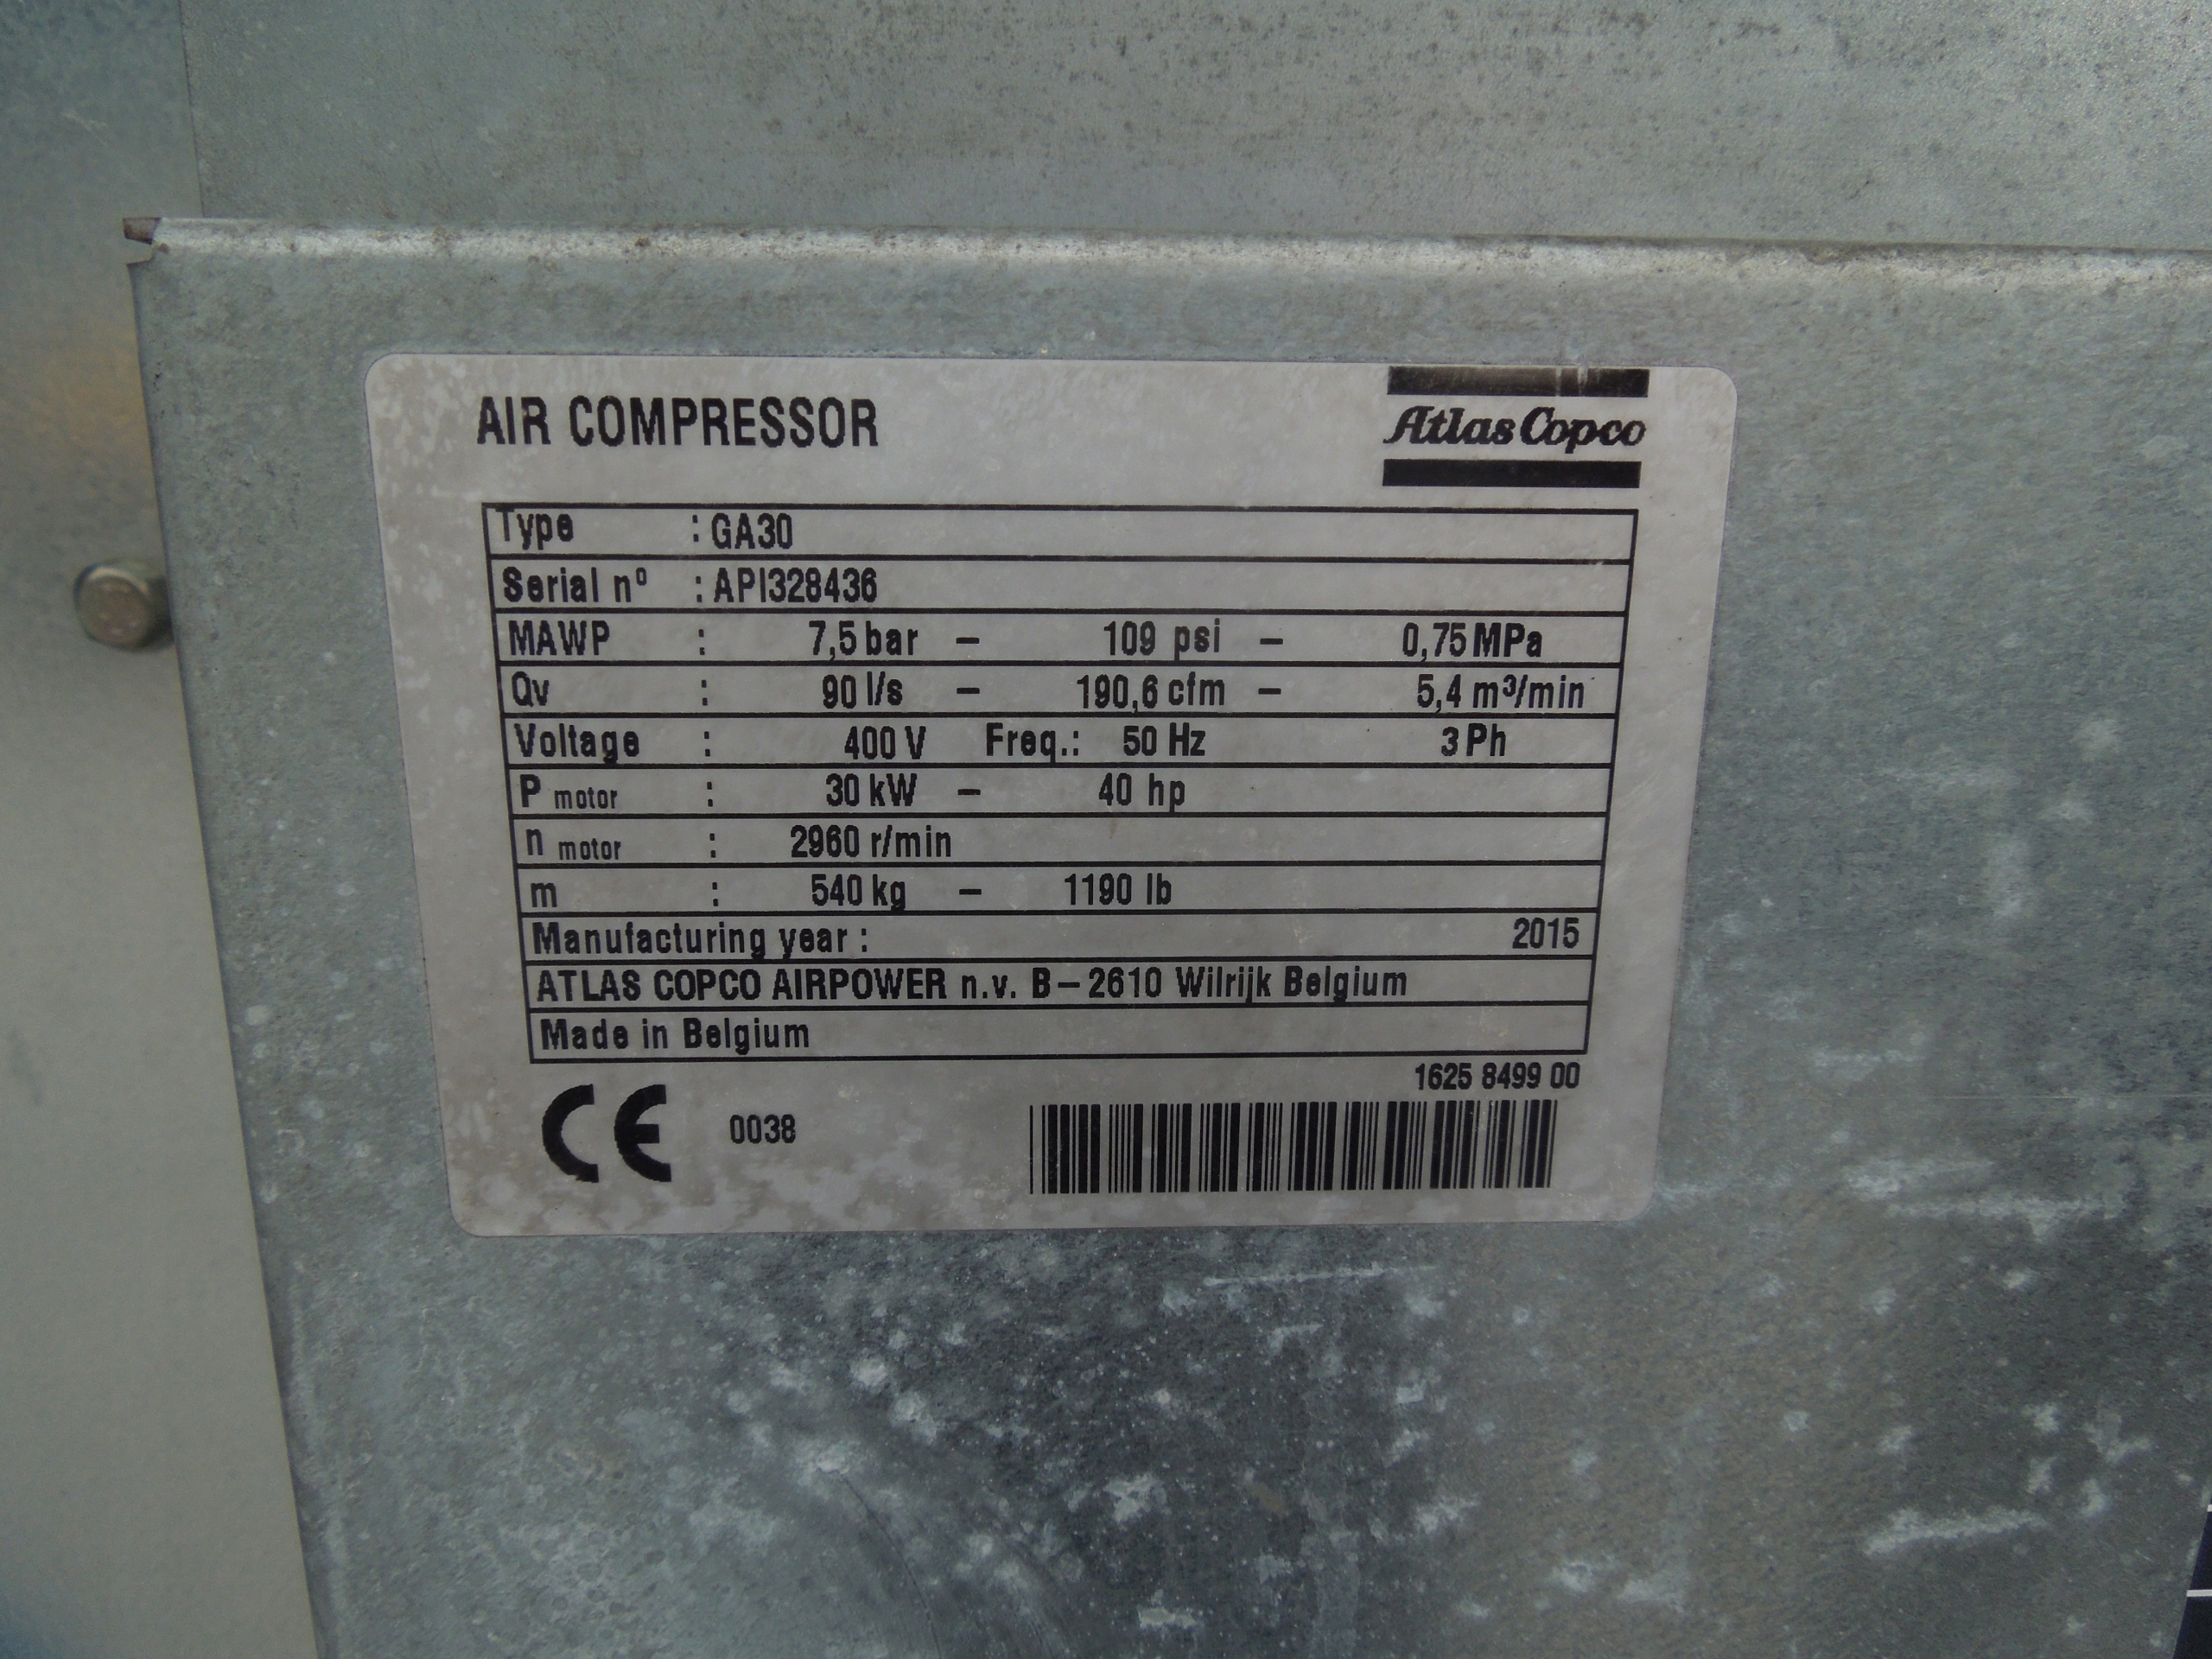 AIR COMPRESSOR
Atlas Copco
Type : GA30
Serial nº : API328436
MAWP : 7,5 bar – 109 psi – 0,75 MPa
Qv : 90 l/s – 190,6 cfm – 5,4 m³/min
Voltage : 400 V Freq.: 50 Hz 3 Ph
P motor : 30 kW – 40 hp
n motor : 2960 r/min
m : 540 kg – 1190 lb
Manufacturing year : 2015
ATLAS COPCO AIRPOWER n.v. B–2610 Wilrijk Belgium
Made in Belgium
1625 8499 00
CE 0038